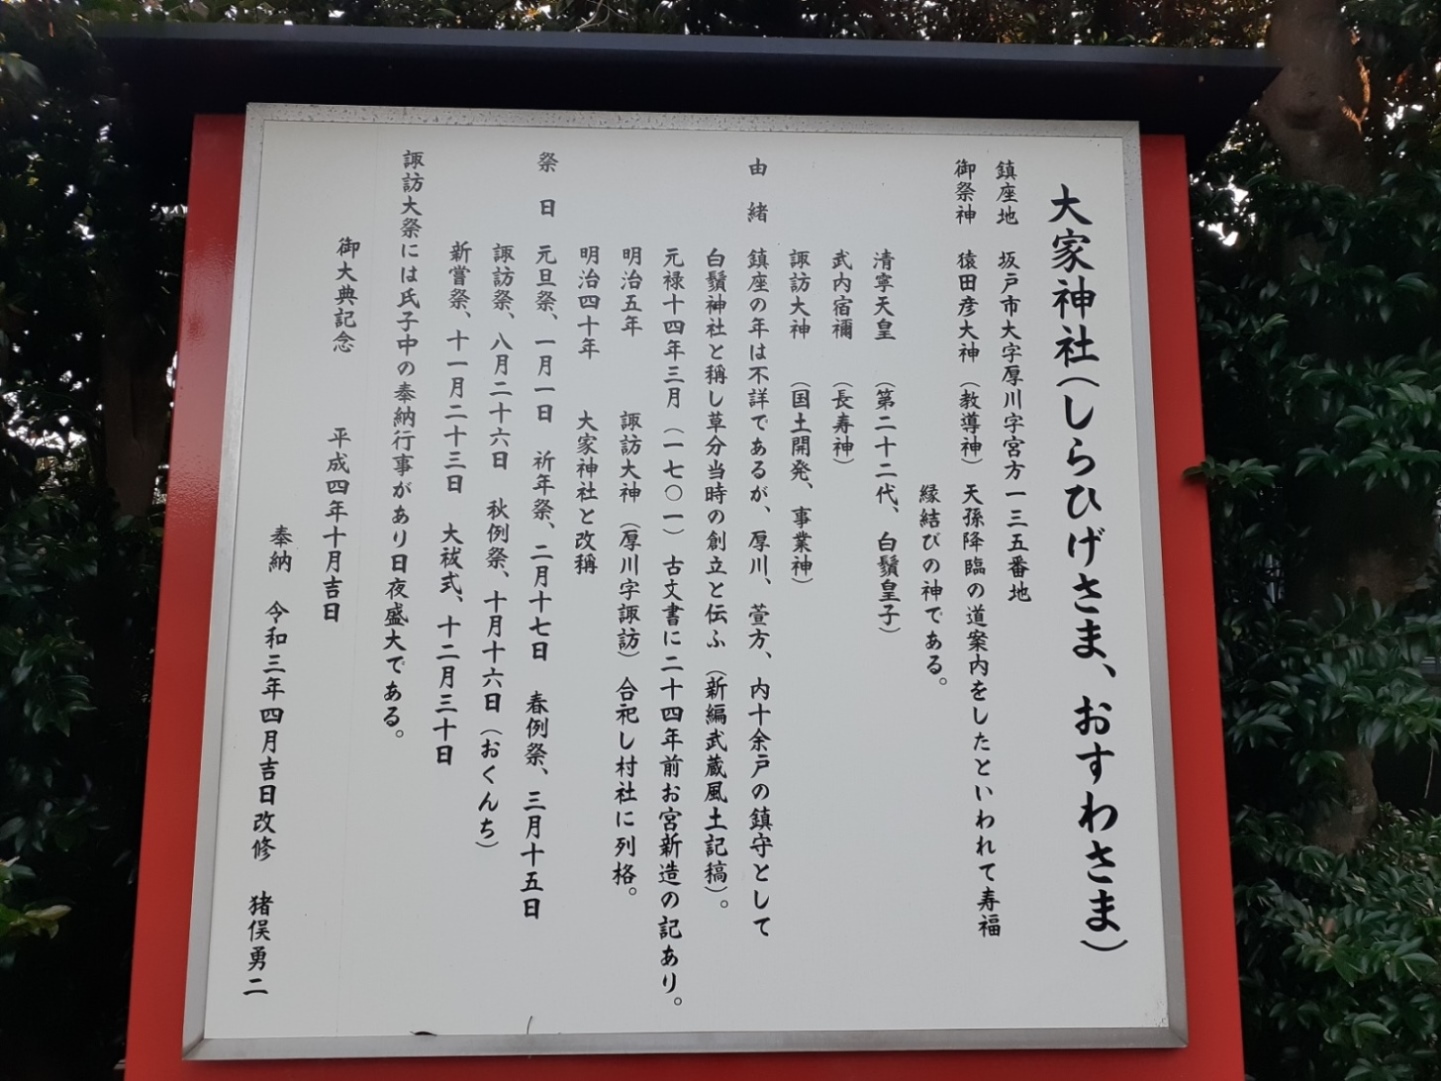 大家神社(しらひげさま、おすわさま)
鎮座地　坂戸市大字厚川字宮方一三五番地
御祭神　猿田彦大神（教導神）天孫降臨の道案内をしたといわれて寿福
縁結びの神である。
清寧天皇　（第二十二代、白鬚皇子）
武内宿禰　（長寿神）
諏訪大神　（国土開発、事業神）
由　緒　鎮座の年は不詳であるが、厚川、萱方、内十余戸の鎮守として
白鬚神社と稱し草分当時の創立と伝ふ（新編武蔵風土記稿）。
元禄十四年三月（一七〇一）古文書に二十四年前お宮新造の記あり。
明治五年　　諏訪大神（厚川字諏訪）合祀し村社に列格。
明治四十年　大家神社と改稱
祭　日　元旦祭、一月一日　祈年祭、二月十七日　春例祭、三月十五日
諏訪祭、八月二十六日　秋例祭、十月十六日（おくんち）
新嘗祭、十一月二十三日　大祓式、十二月三十日
諏訪大祭には氏子中の奉納行事があり日夜盛大である。
御大典記念　　平成四年十月吉日
奉納　令和三年四月吉日改修　猪俣勇二